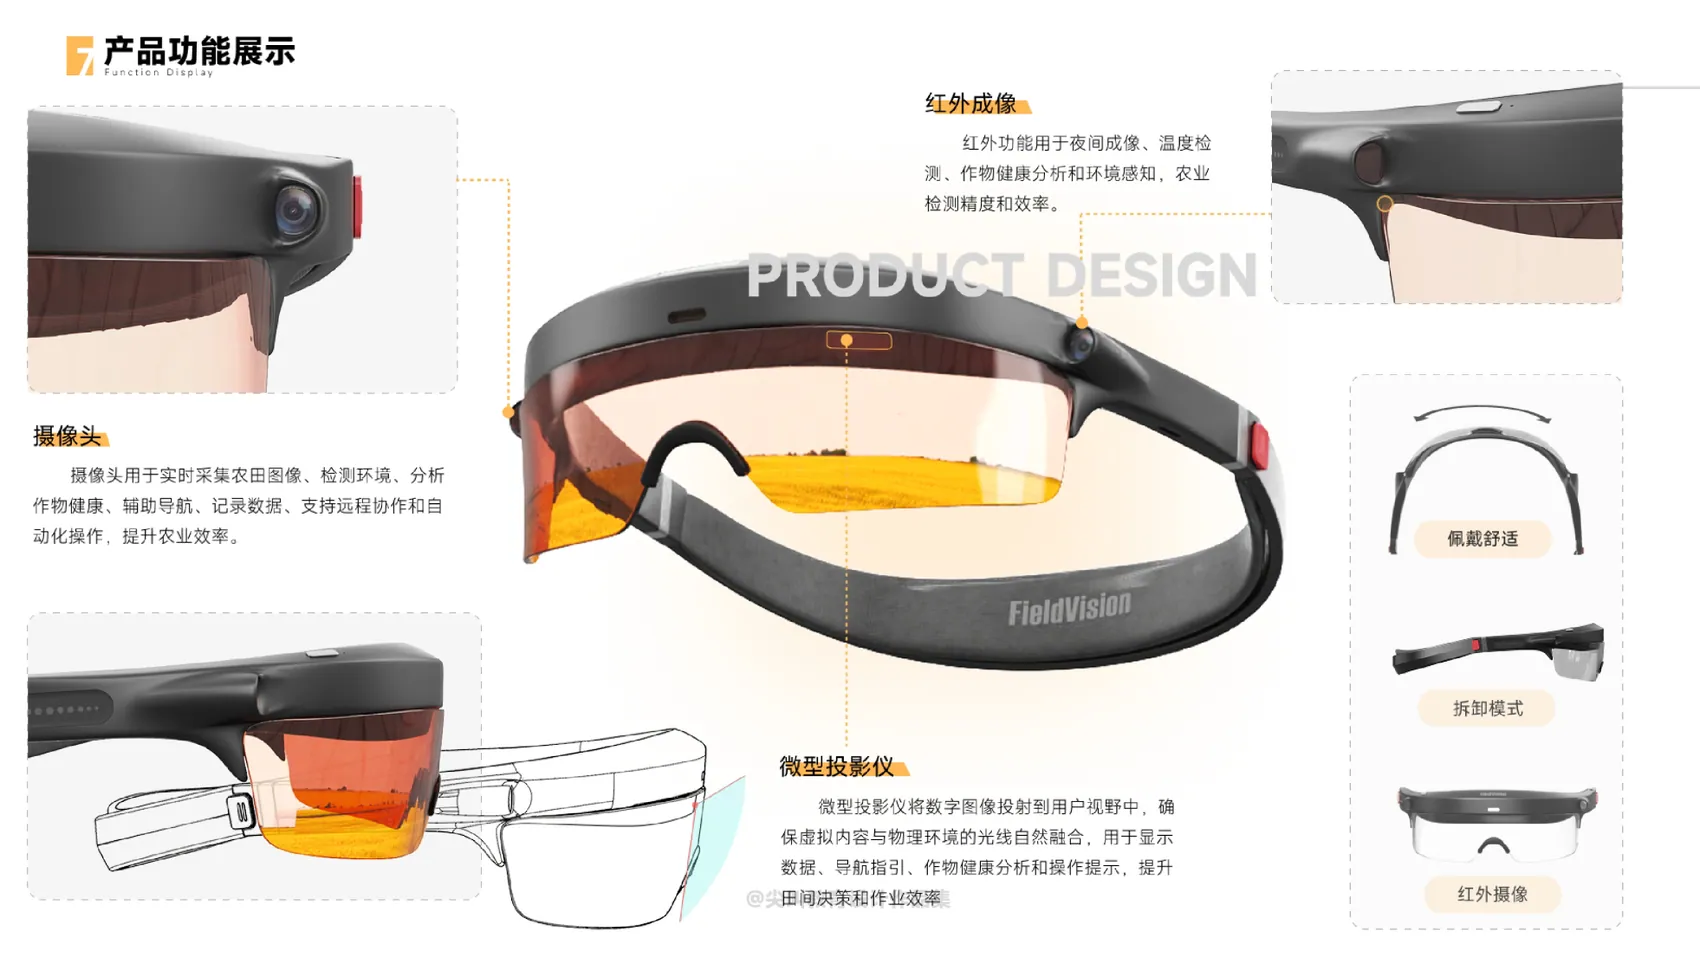 产品功能展示
Function Display
红外成像
红外功能用于夜间成像、温度检
测、作物健康分析和环境感知，农业
检测精度和效率。
PRODUCT DESIGN
摄像头
摄像头用于实时采集农田图像、检测环境、分析
作物健康、辅助导航、记录数据、支持远程协作和自
动化操作，提升农业效率。
FieldVision
佩戴舒适
拆卸模式
红外摄像
微型投影仪
微型投影仪将数字图像投射到用户视野中，确
保虚拟内容与物理环境的光线自然融合，用于显示
数据、导航指引、作物健康分析和操作提示，提升
田间决策和作业效率